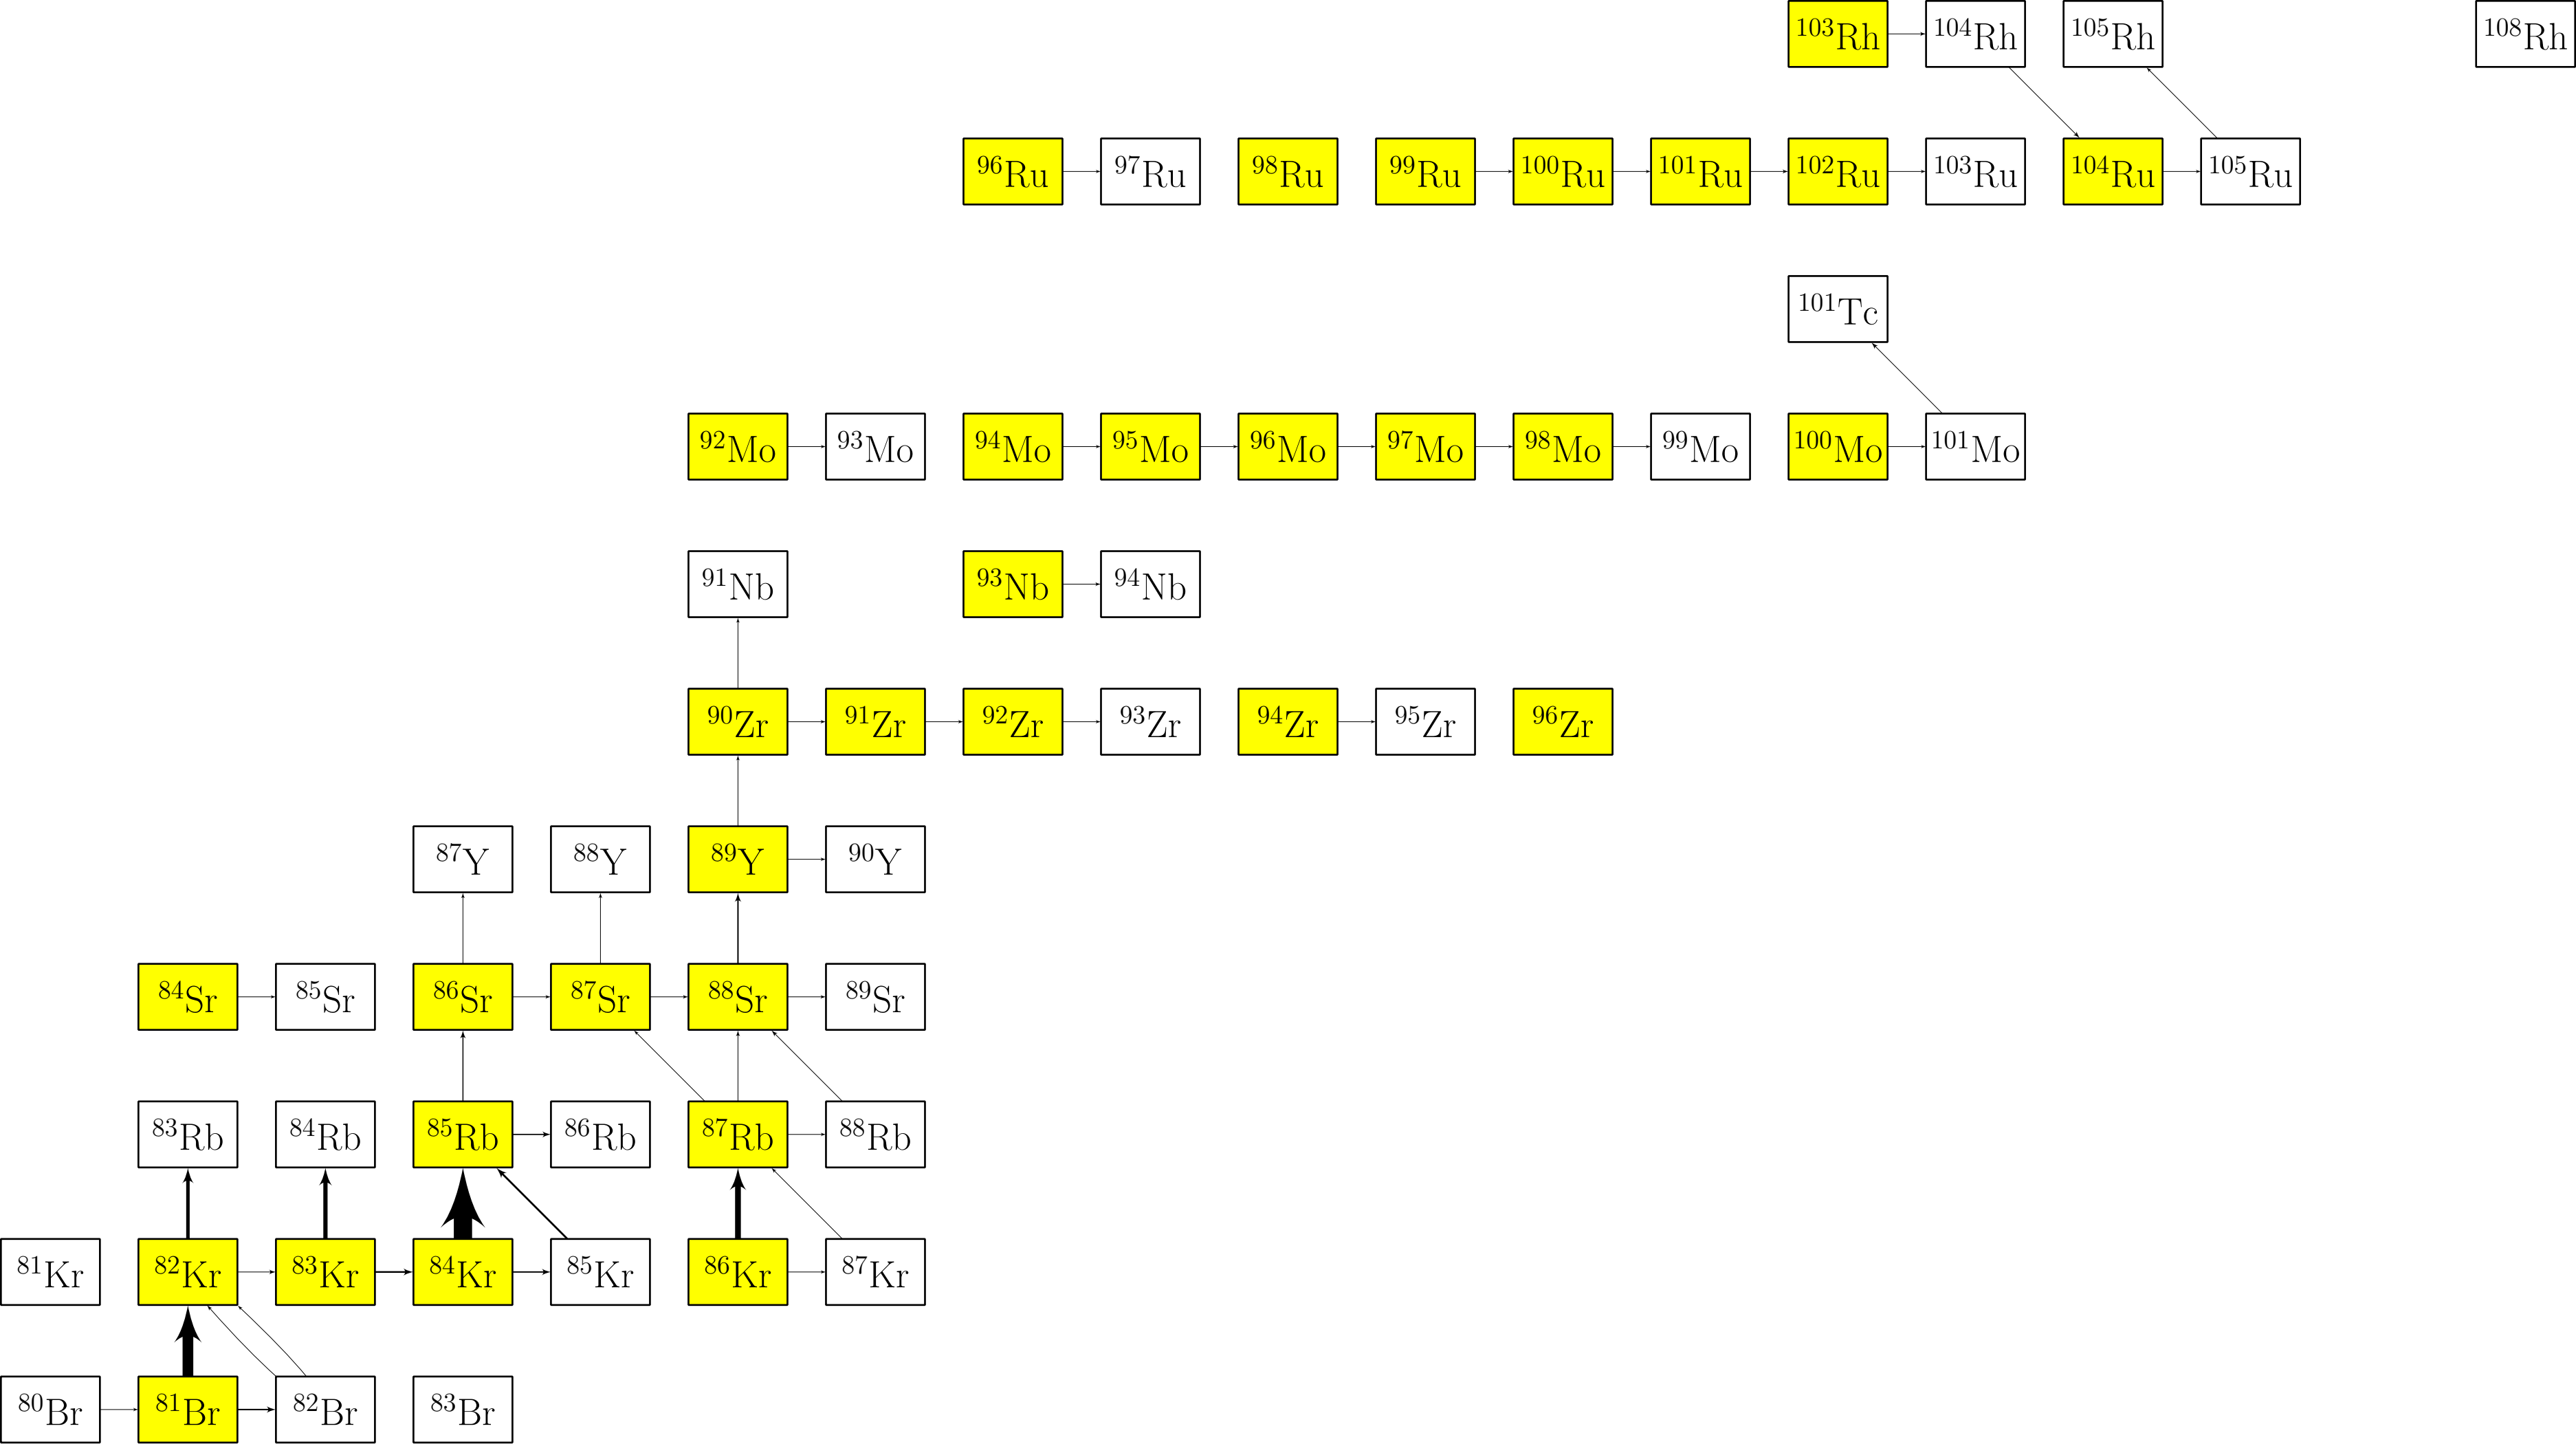 103Rh 104Rh 105Rh 108Rh
96Ru 97Ru 98Ru 99Ru 100Ru 101Ru 102Ru 103Ru 104Ru 105Ru
101Tc
92Mo 93Mo 94Mo 95Mo 96Mo 97Mo 98Mo 99Mo 100Mo 101Mo
91Nb 93Nb 94Nb
90Zr 91Zr 92Zr 93Zr 94Zr 95Zr 96Zr
87Y 88Y 89Y 90Y
84Sr 85Sr 86Sr 87Sr 88Sr 89Sr
83Rb 84Rb 85Rb 86Rb 87Rb 88Rb
81Kr 82Kr 83Kr 84Kr 85Kr 86Kr 87Kr
80Br 81Br 82Br 83Br